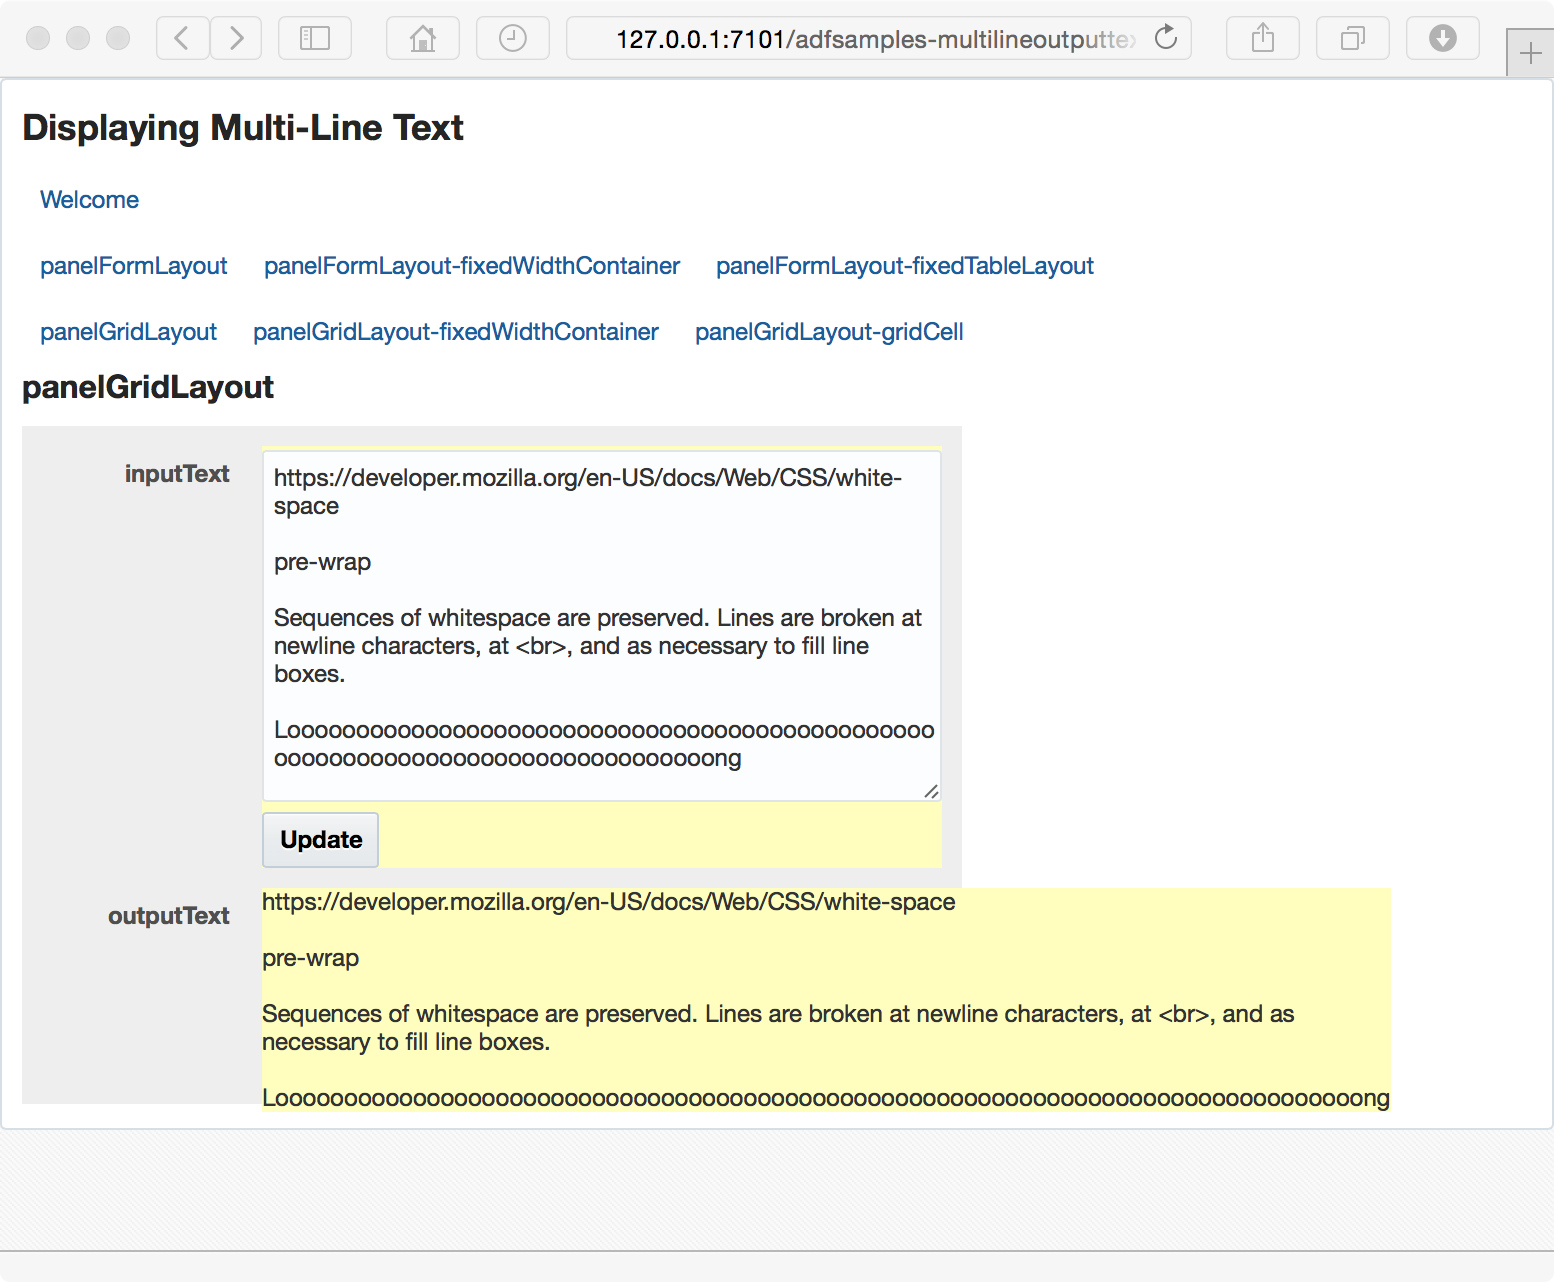 127.0.0.1:7101/adfsamples-multilineoutputtex
Displaying Multi-Line Text
Welcome
panelFormLayout panelFormLayout-fixedWidthContainer panelFormLayout-fixedTableLayout
panelGridLayout panelGridLayout-fixedWidthContainer panelGridLayout-gridCell
panelGridLayout
inputText
https://developer.mozilla.org/en-US/docs/Web/CSS/white-
space
pre-wrap
Sequences of whitespace are preserved. Lines are broken at
newline characters, at <br>, and as necessary to fill line
boxes.
Looooooooooooooooooooooooooooooooooooooooooooooo
oooooooooooooooooooooooooooooooong
Update
outputText
https://developer.mozilla.org/en-US/docs/Web/CSS/white-space
pre-wrap
Sequences of whitespace are preserved. Lines are broken at newline characters, at <br>, and as
necessary to fill line boxes.
Looooooooooooooooooooooooooooooooooooooooooooooooooooooooooooooooooooooooooooooong